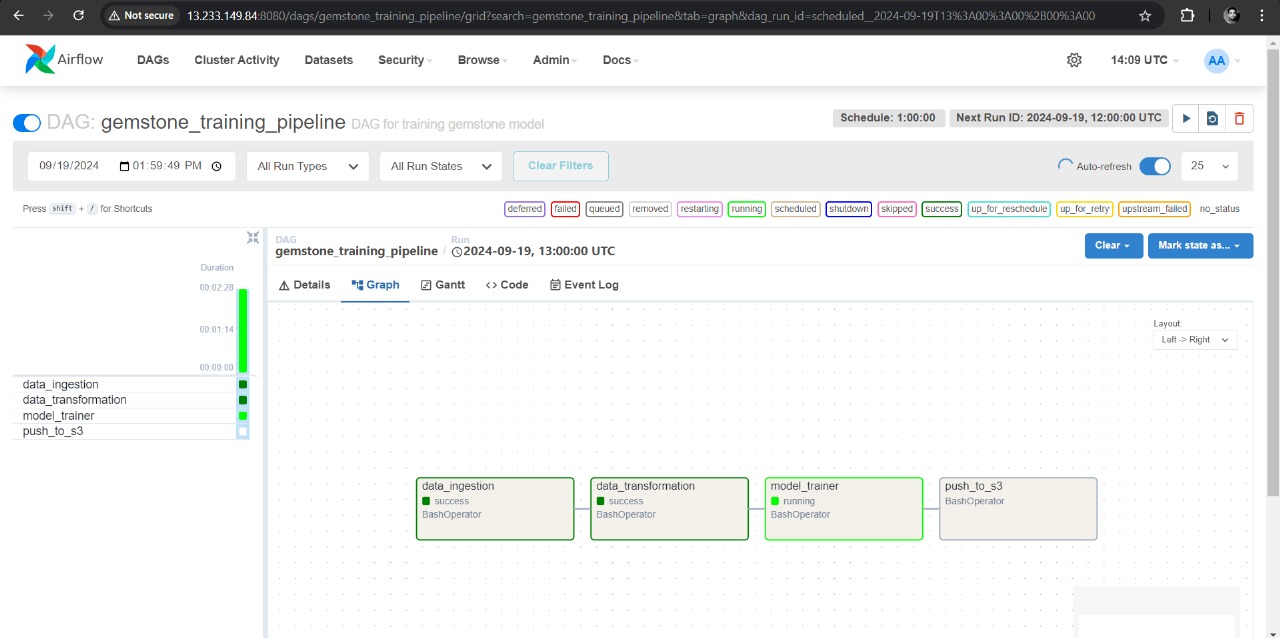 Not secure 13.233.149.84:8080/dags/gemstone_training_pipeline/grid?search=gemstone_training_pipeline&tab=graph&dag_run_id=scheduled__2024-09-19T13%3A00%3A00%2B00%3A00
Airflow DAGs Cluster Activity Datasets Security Browse Admin Docs 14:09 UTC AA
DAG: gemstone_training_pipeline DAG for training gemstone model Schedule: 1:00:00 Next Run ID: 2024-09-19, 12:00:00 UTC
09/19/2024 01:59:49 PM All Run Types All Run States Clear Filters Auto-refresh 25
Press shift + / for Shortcuts deferred failed queued removed restarting running scheduled shutdown skipped success up_for_reschedule up_for_retry upstream_failed no_status
DAG Run
gemstone_training_pipeline / 2024-09-19, 13:00:00 UTC Clear Mark state as...
Duration
00:02:28
00:01:14
00:00:00
data_ingestion
data_transformation
model_trainer
push_to_s3
Details Graph Gantt Code Event Log
Layout:
Left -> Right
data_ingestion
success
BashOperator
data_transformation
success
BashOperator
model_trainer
running
BashOperator
push_to_s3
BashOperator